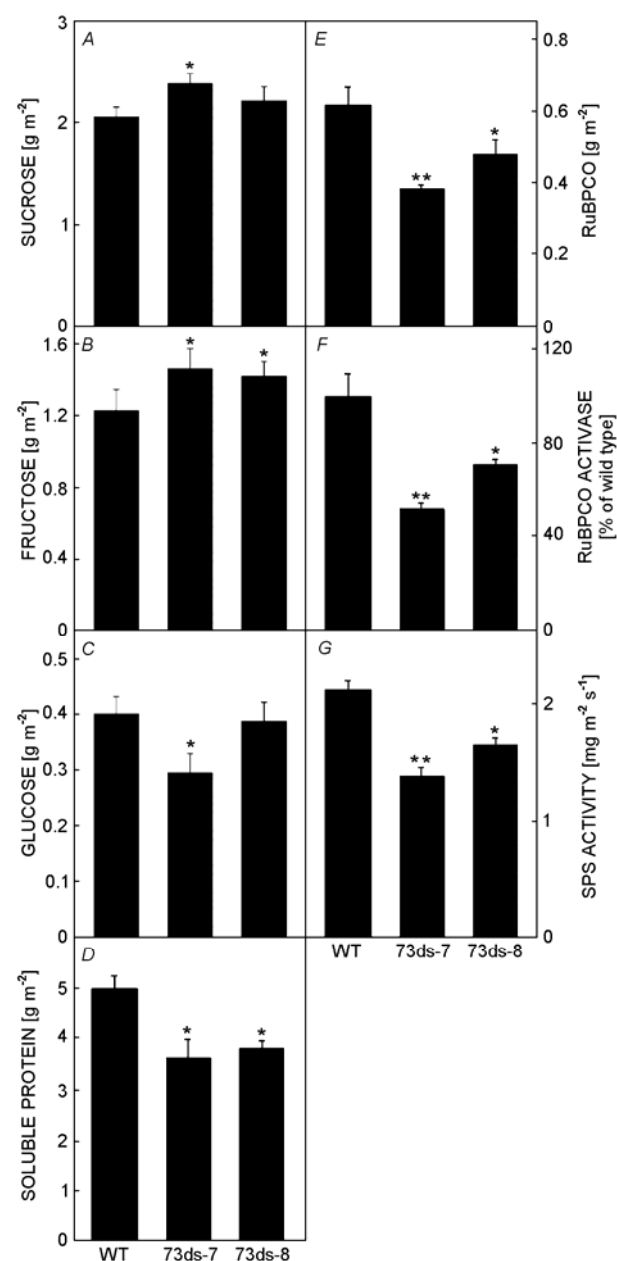 A
SUCROSE [g m-2]
3
2
1
0
*
E
RuBPCO [g m-2]
0.8
0.6
0.4
0.2
0
**
*
B
FRUCTOSE [g m-2]
1.6
1.2
0.8
0.4
0
*
*
F
RuBPCO ACTIVASE
[% of wild type]
120
80
40
0
**
*
C
GLUCOSE [g m-2]
0.5
0.4
0.3
0.2
0.1
0
*
G
SPS ACTIVITY [mg m-2 s-1]
2
1
0
**
*
WT 73ds-7 73ds-8
D
SOLUBLE PROTEIN [g m-2]
5
4
3
2
1
0
*
*
WT 73ds-7 73ds-8